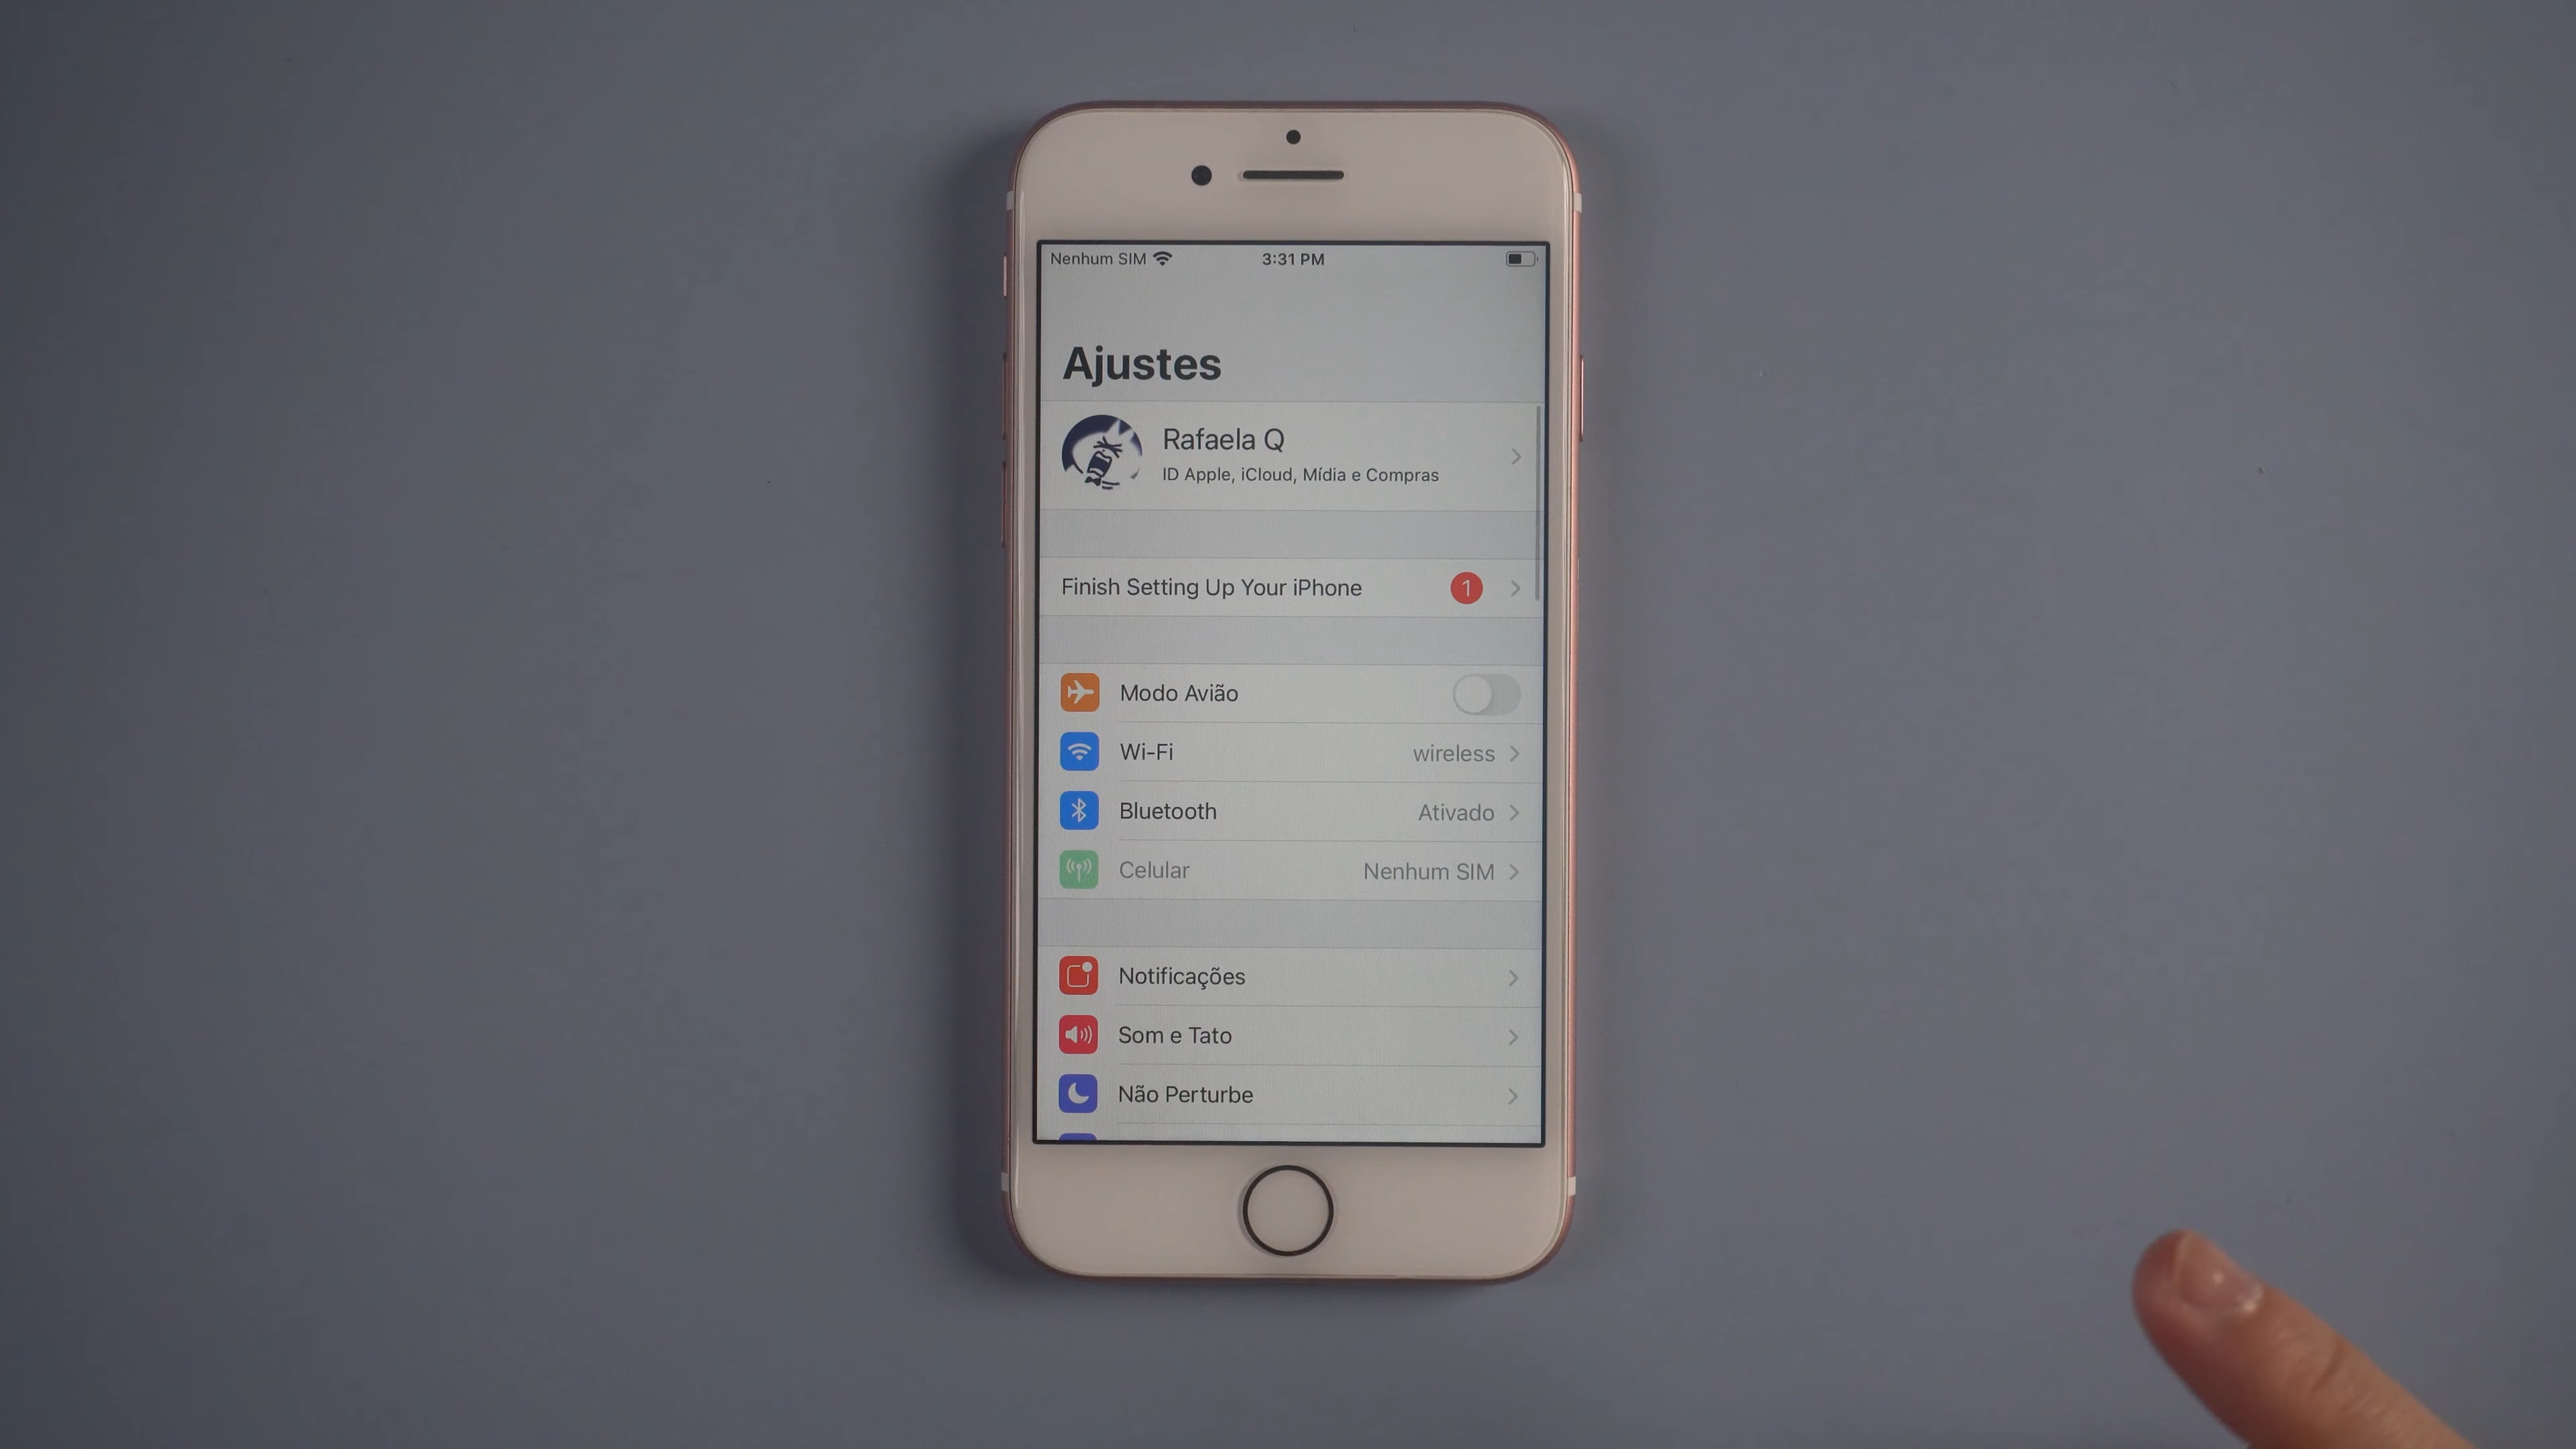 Nenhum SIM 3:31 PM
Ajustes
Rafaela Q
ID Apple, iCloud, Mídia e Compras
Finish Setting Up Your iPhone 1
Modo Avião
Wi-Fi wireless
Bluetooth Ativado
Celular Nenhum SIM
Notificações
Som e Tato
Não Perturbe